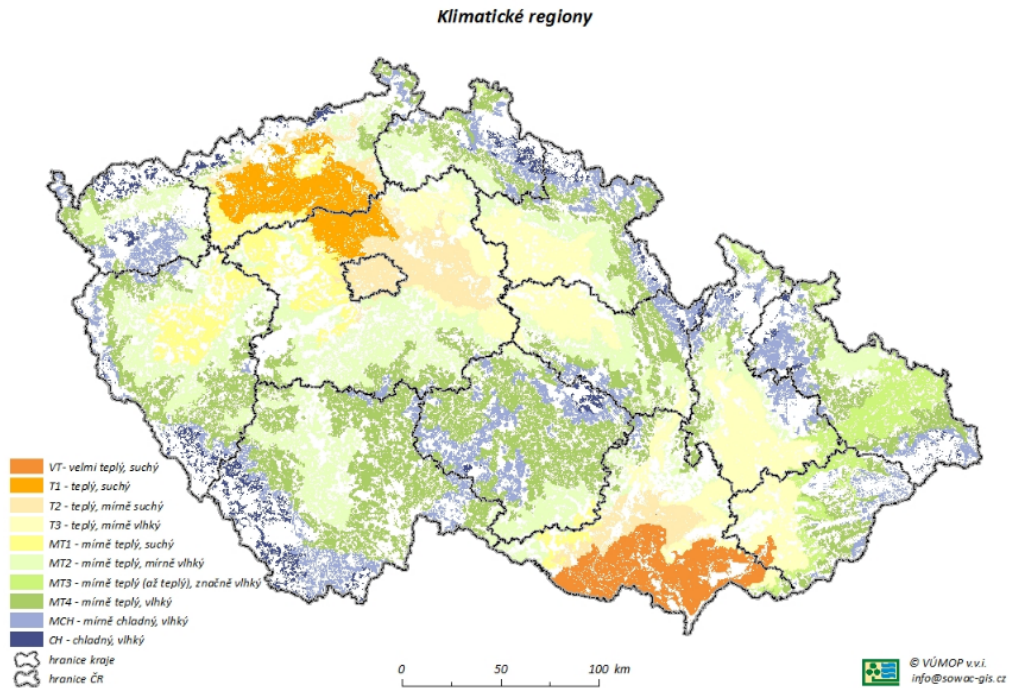 Klimatické regiony
VT- velmi teplý, suchý
T1 - teplý, suchý
T2 - teplý, mírně suchý
T3 - teplý, mírně vlhký
MT1 - mírně teplý, suchý
MT2 - mírně teplý, mírně vlhký
MT3 - mírně teplý (až teplý), značně vlhký
MT4 - mírně teplý, vlhký
MCH - mírně chladný, vlhký
CH - chladný, vlhký
hranice kraje
hranice ČR
0 50 100 km
© VÚMOP v.v.i.
info@sowac-gis.cz